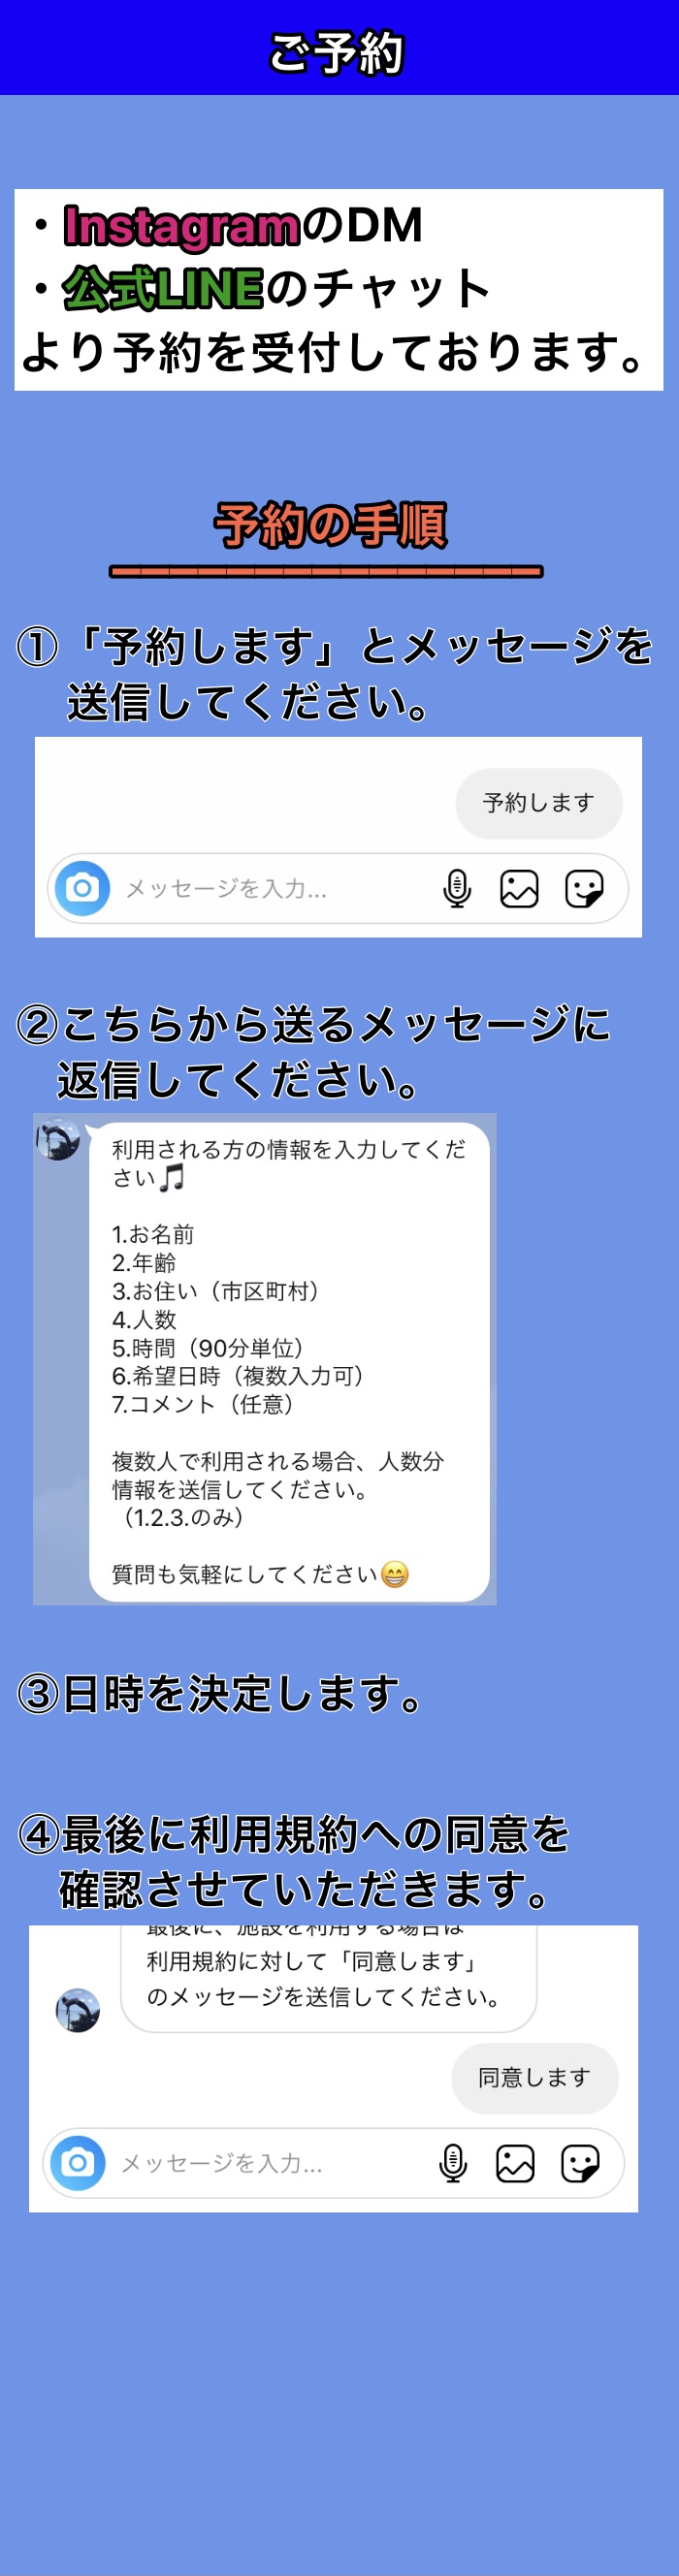 ご予約
・InstagramのDM
・公式LINEのチャット
より予約を受付しております。
予約の手順
①「予約します」とメッセージを
送信してください。
予約します
メッセージを入力...
②こちらから送るメッセージに
返信してください。
利用される方の情報を入力してくだ
さい🎵
1.お名前
2.年齢
3.お住い（市区町村）
4.人数
5.時間（90分単位）
6.希望日時（複数入力可）
7.コメント（任意）
複数人で利用される場合、人数分
情報を送信してください。
（1.2.3.のみ）
質問も気軽にしてください😁
③日時を決定します。
④最後に利用規約への同意を
確認させていただきます。
最後に、施設を利用する場合は
利用規約に対して「同意します」
のメッセージを送信してください。
同意します
メッセージを入力...